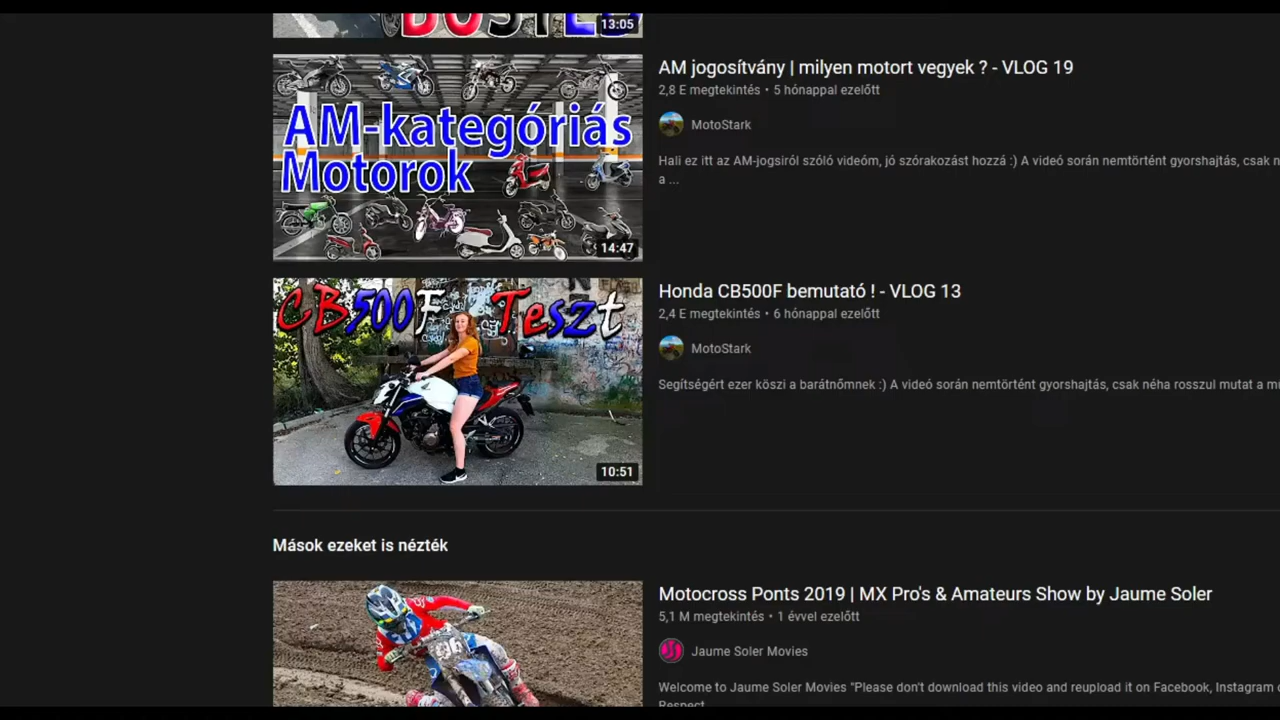 13:05
AM-kategóriás
Motorok
14:47
AM jogosítvány | milyen motort vegyek ? - VLOG 19
2,8 E megtekintés • 5 hónappal ezelőtt
MotoStark
Hali ez itt az AM-jogsiról szóló videóm, jó szórakozást hozzá :) A videó során nemtörtént gyorshajtás, csak
a ...
CB500F Teszt
10:51
Honda CB500F bemutató ! - VLOG 13
2,4 E megtekintés • 6 hónappal ezelőtt
MotoStark
Segítségért ezer köszi a barátnőmnek :) A videó során nemtörtént gyorshajtás, csak néha rosszul mutat a
Mások ezeket is nézték
Motocross Ponts 2019 | MX Pro's & Amateurs Show by Jaume Soler
5,1 M megtekintés • 1 évvel ezelőtt
Jaume Soler Movies
Welcome to Jaume Soler Movies "Please don't download this video and reupload it on Facebook, Instagram
Respect